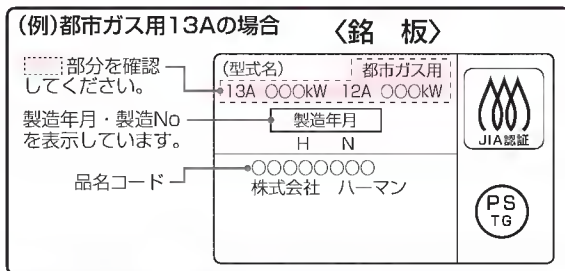 (例)都市ガス用13Aの場合
〈銘 板〉
部分を確認
してください。
製造年月・製造No
を表示しています。
品名コード
(型式名)
都市ガス用
13A ○○○kW 12A ○○○kW
製造年月
H N
○○○○○○○○
株式会社 ハーマン
JIA認証
PS
TG